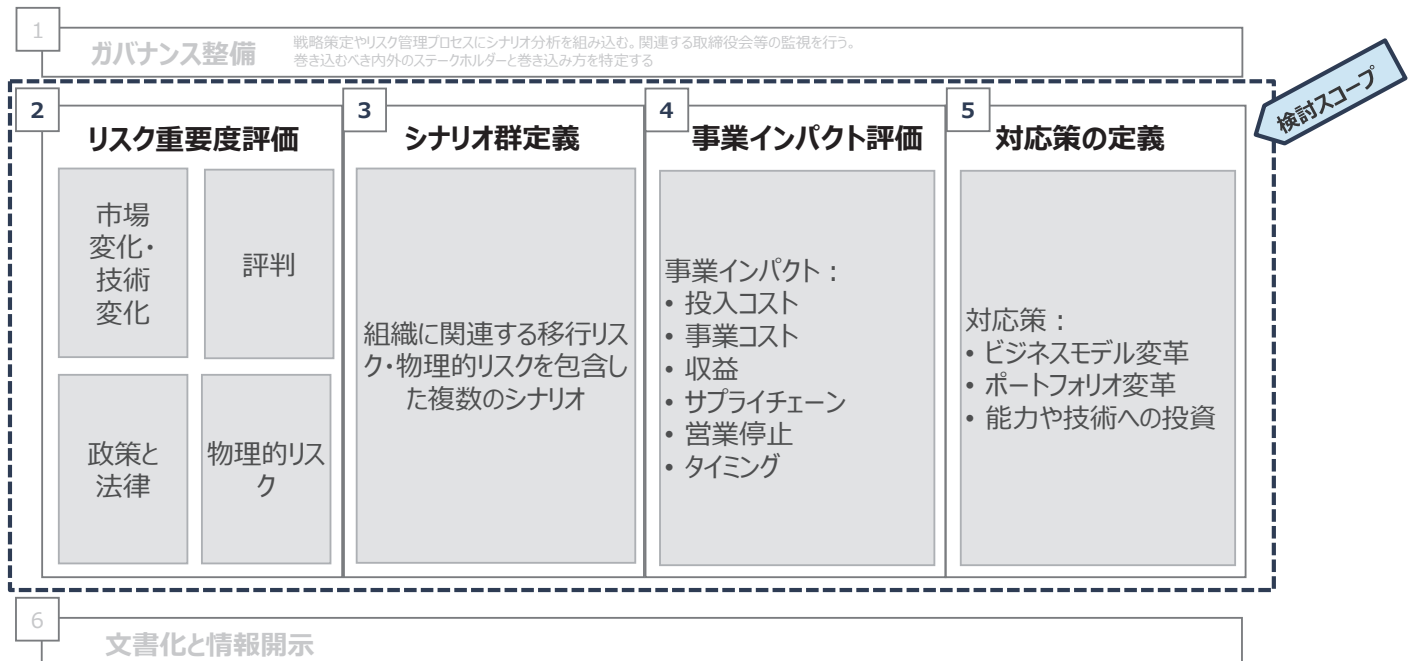 1
ガバナンス整備
戦略策定やリスク管理プロセスにシナリオ分析を組み込む。関連する取締役会等の監視を行う。
巻き込むべき内外のステークホルダーと巻き込み方を特定する
検討スコープ
2
リスク重要度評価
市場
変化・
技術
変化
評判
政策と
法律
物理的リス
ク
3
シナリオ群定義
組織に関連する移行リス
ク・物理的リスクを包含し
た複数のシナリオ
4
事業インパクト評価
事業インパクト：
• 投入コスト
• 事業コスト
• 収益
• サプライチェーン
• 営業停止
• タイミング
5
対応策の定義
対応策：
• ビジネスモデル変革
• ポートフォリオ変革
• 能力や技術への投資
6
文書化と情報開示